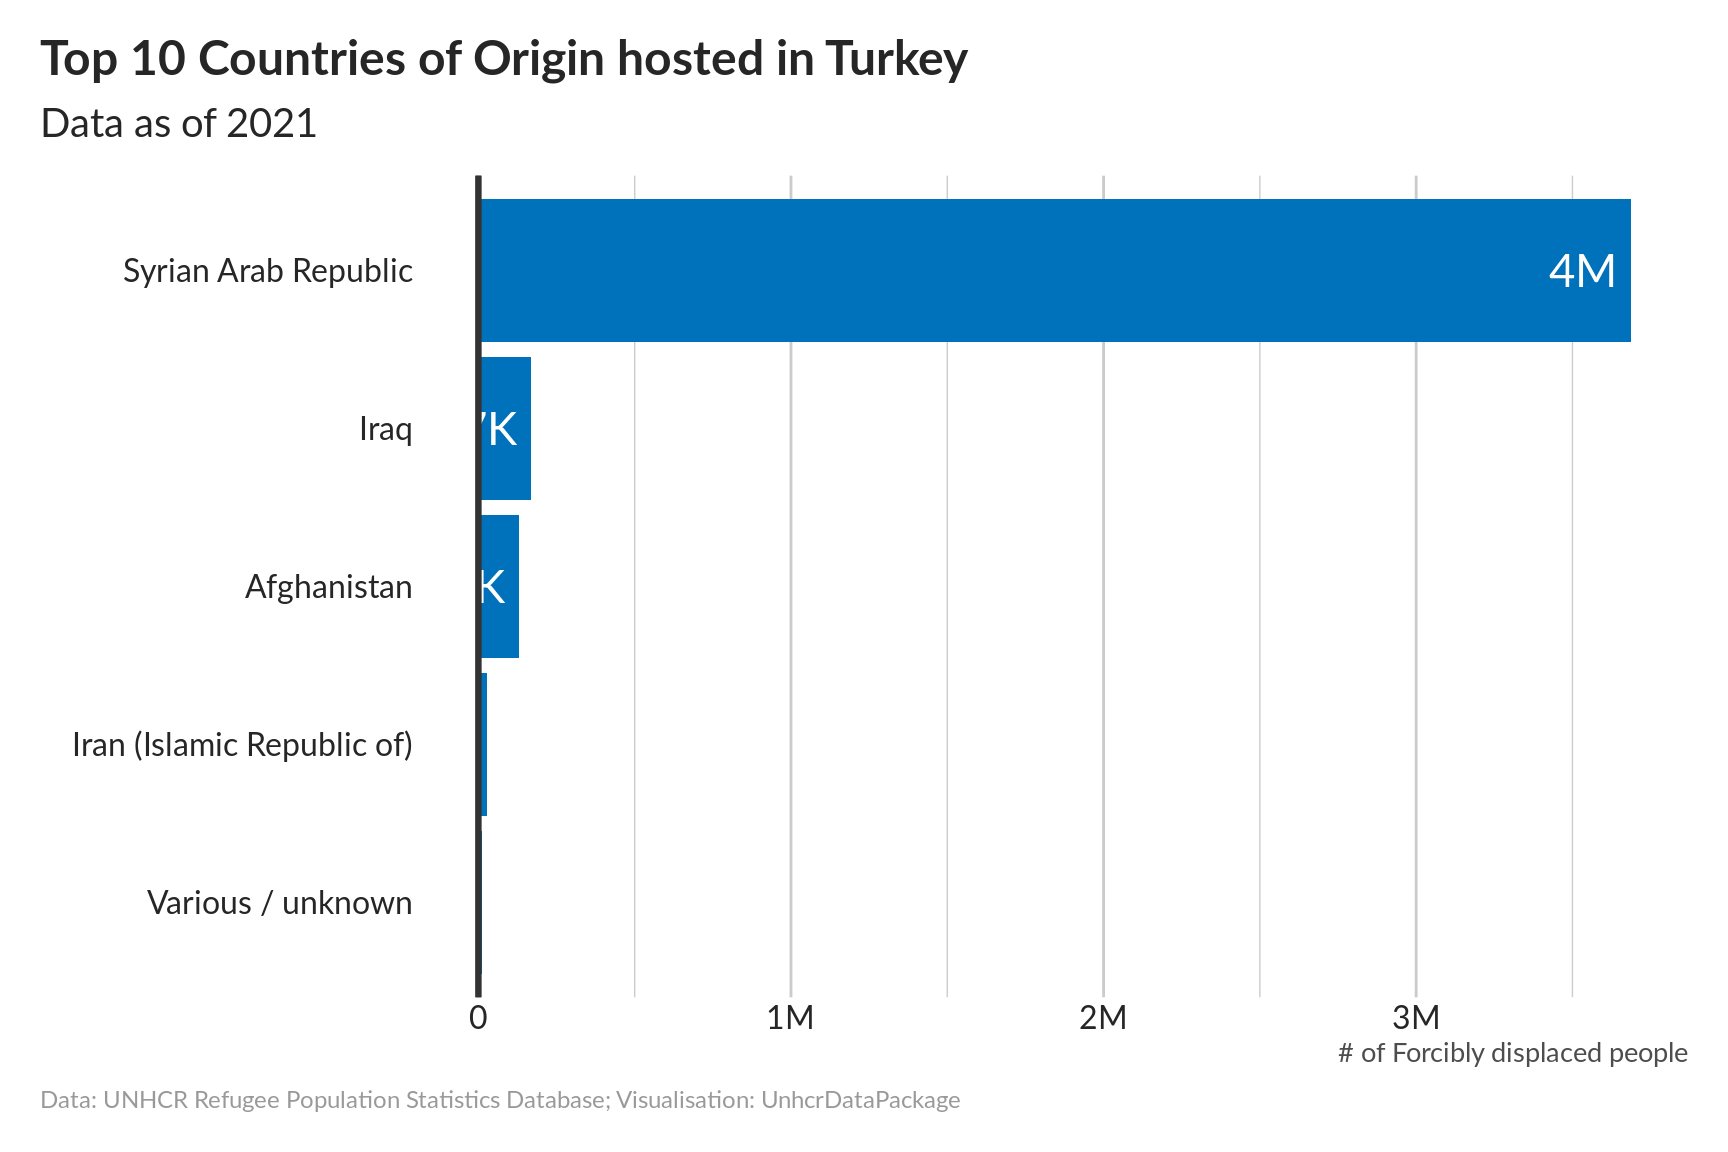 Top 10 Countries of Origin hosted in Turkey
Data as of 2021
Syrian Arab Republic
4M
Iraq
K
Afghanistan
K
Iran (Islamic Republic of)
Various / unknown
0 1M 2M 3M
# of Forcibly displaced people
Data: UNHCR Refugee Population Statistics Database; Visualisation: UnhcrDataPackage